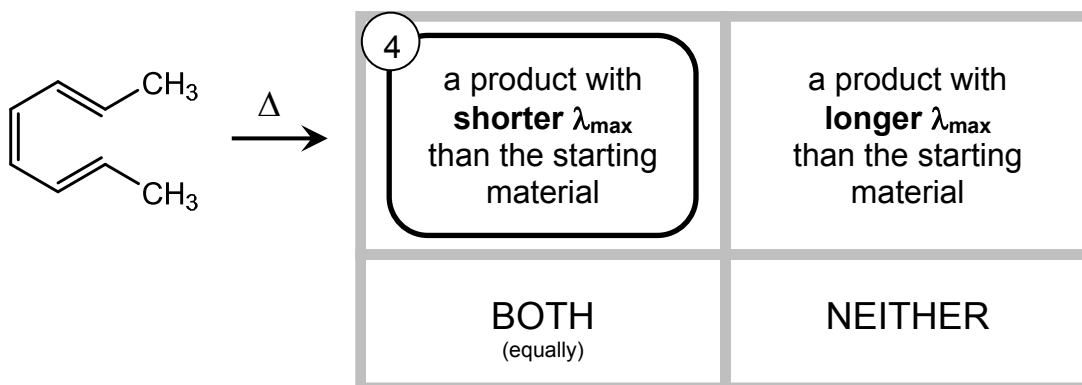 CH₃
CH₃
Δ
4
a product with
shorter λmax
than the starting
material
a product with
longer λmax
than the starting
material
BOTH
(equally)
NEITHER